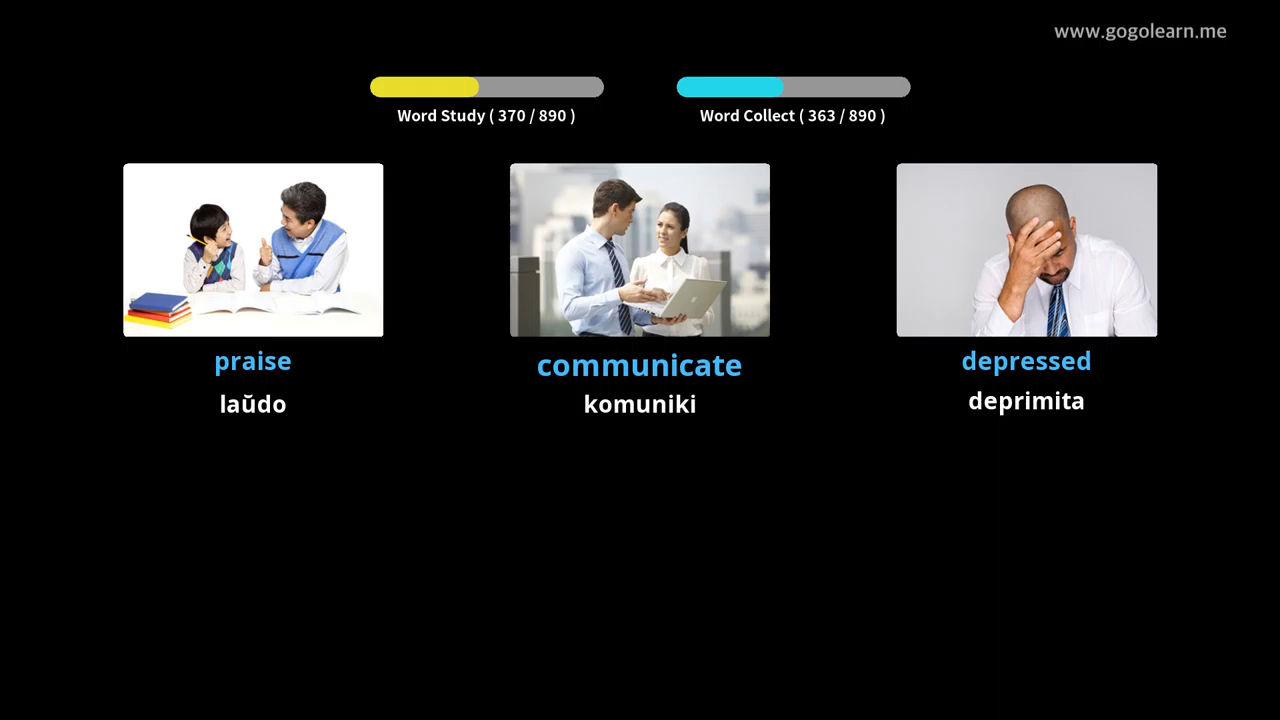 www.gogolearn.me
Word Study ( 370 / 890 )
Word Collect ( 363 / 890 )
praise
communicate
depressed
laŭdo
komuniki
deprimita